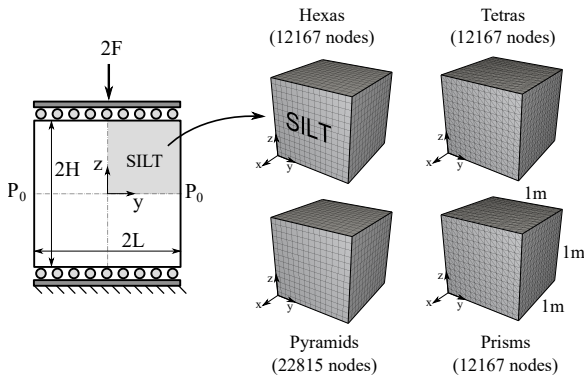 2F
2H
SILT
z
y
P0
P0
2L
Hexas
(12167 nodes)
SILT
z
x
y
Tetras
(12167 nodes)
z
x
y
1m
1m
1m
z
x
y
Pyramids
(22815 nodes)
z
x
y
Prisms
(12167 nodes)